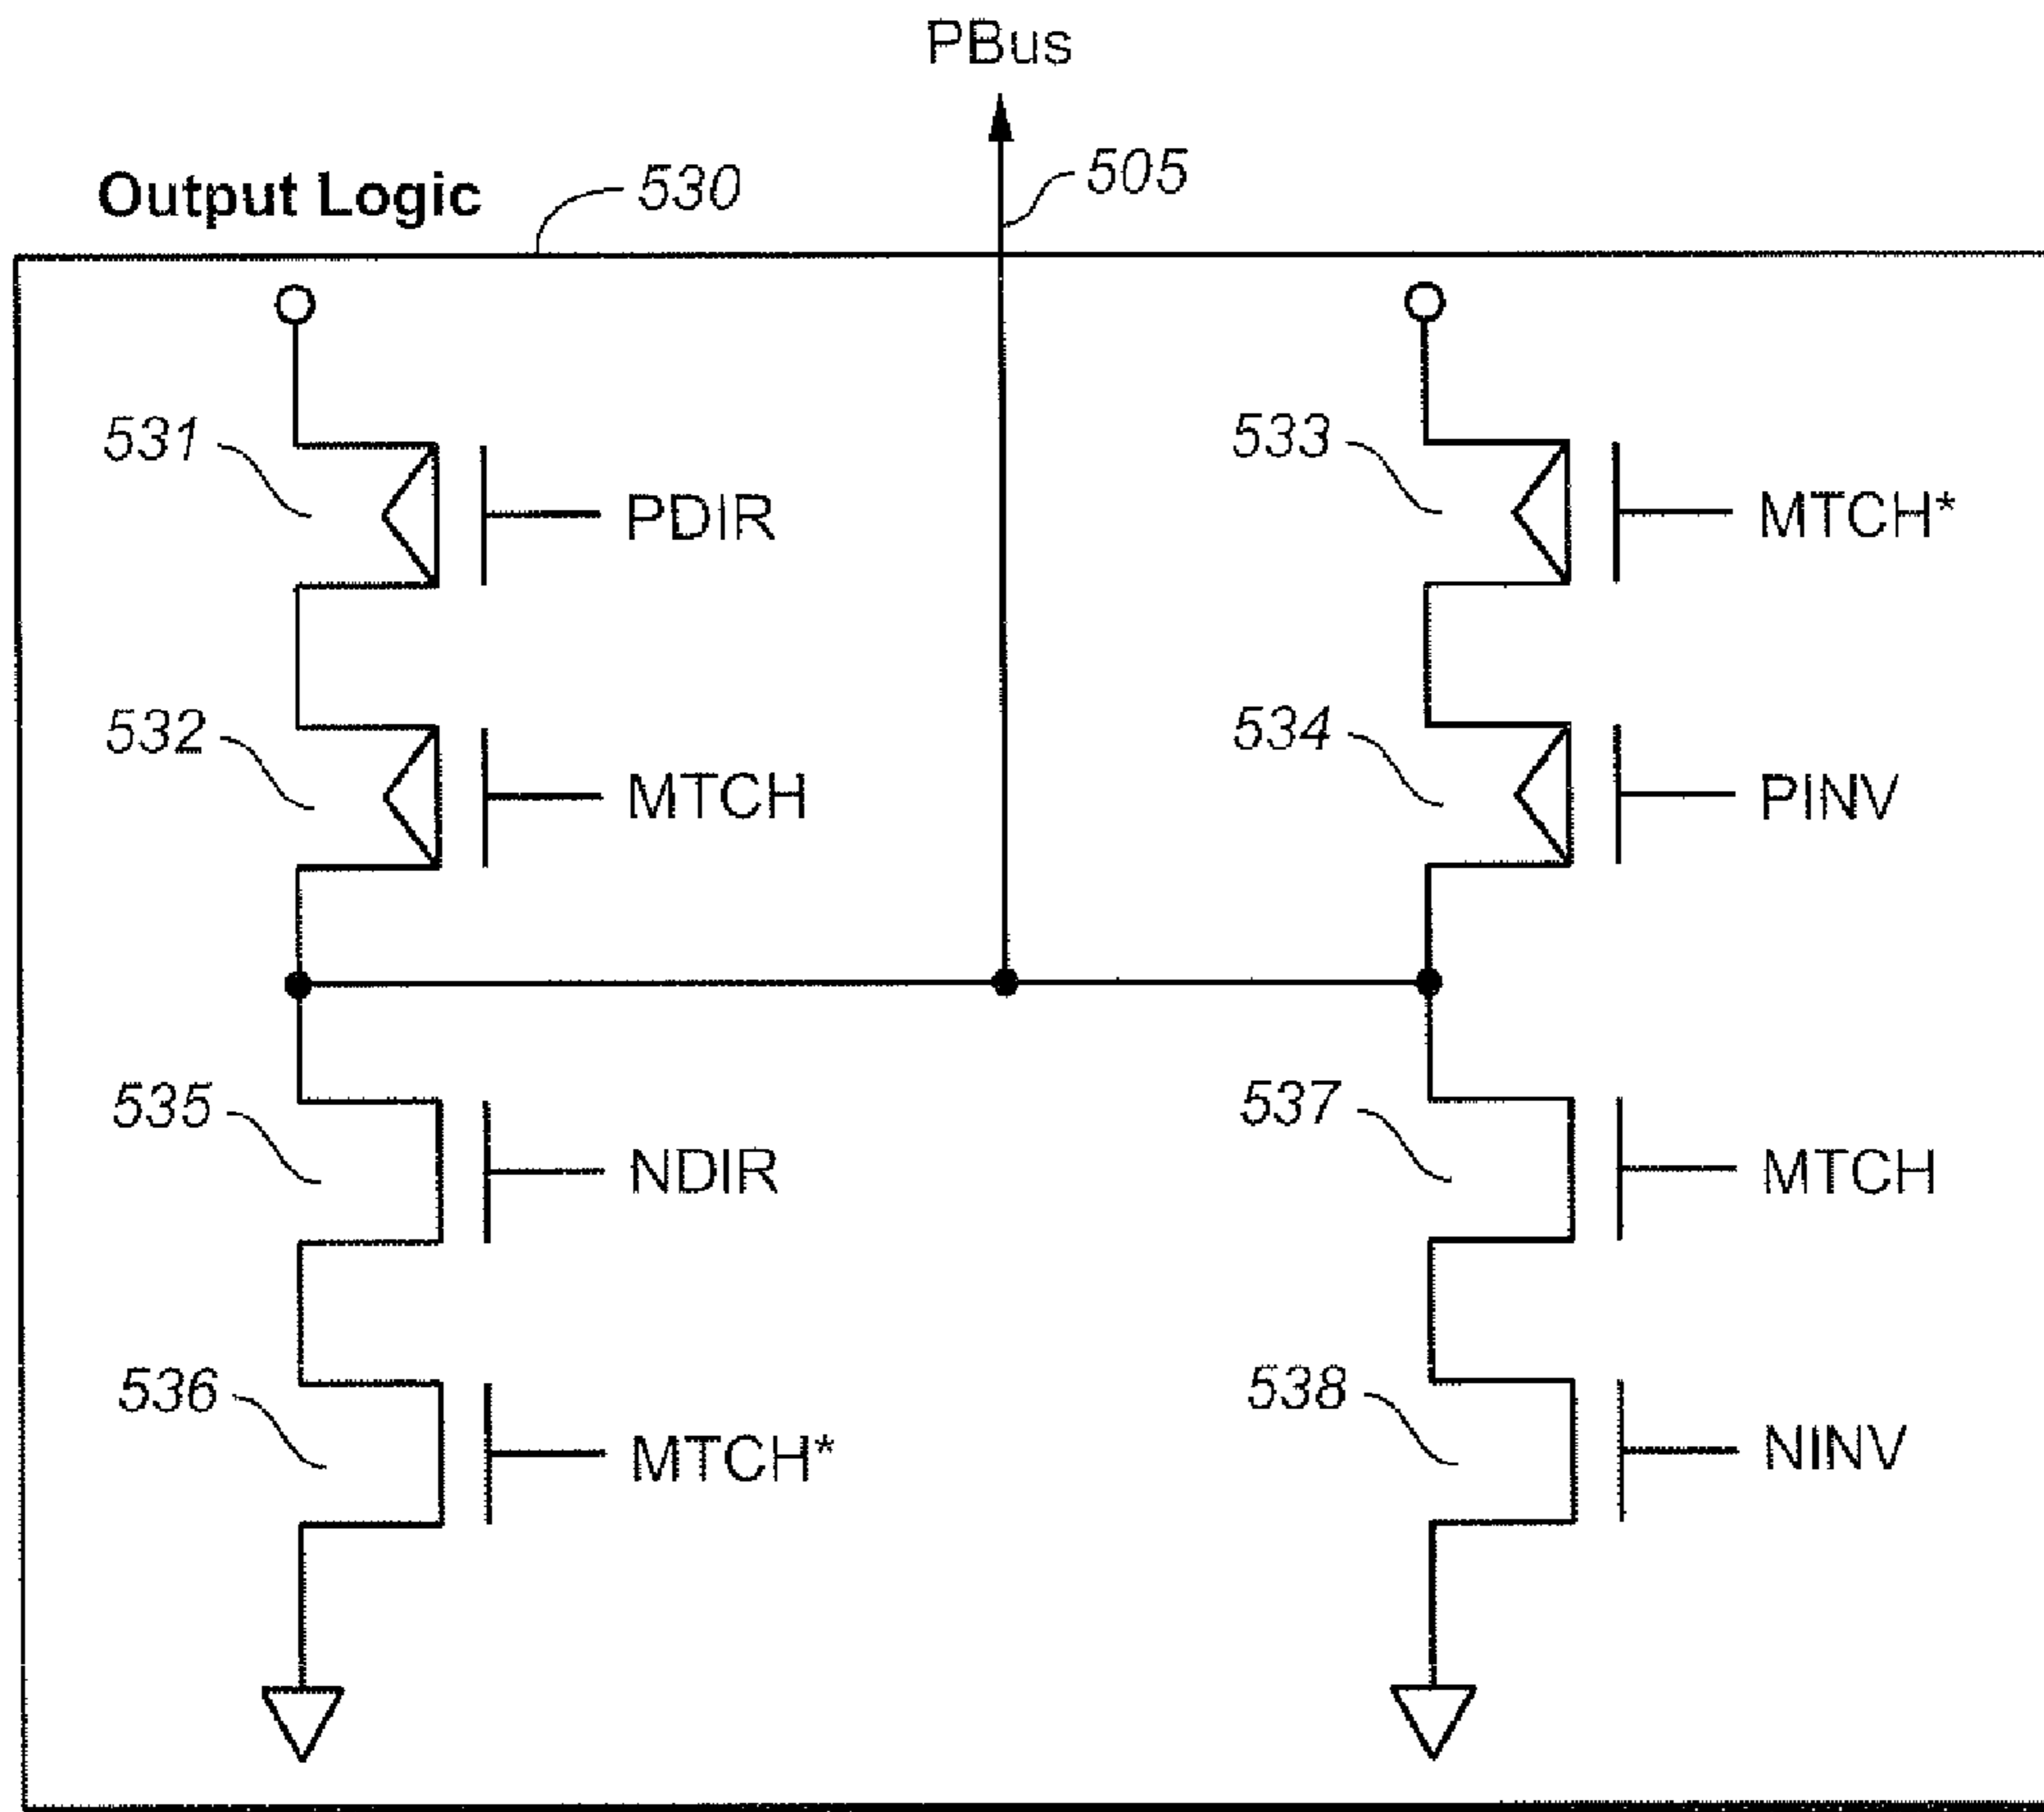 PBus
505
Output Logic
530
531
PDIR
533
MTCH*
532
MTCH
534
PINV
535
NDIR
537
MTCH
536
MTCH*
538
NINV